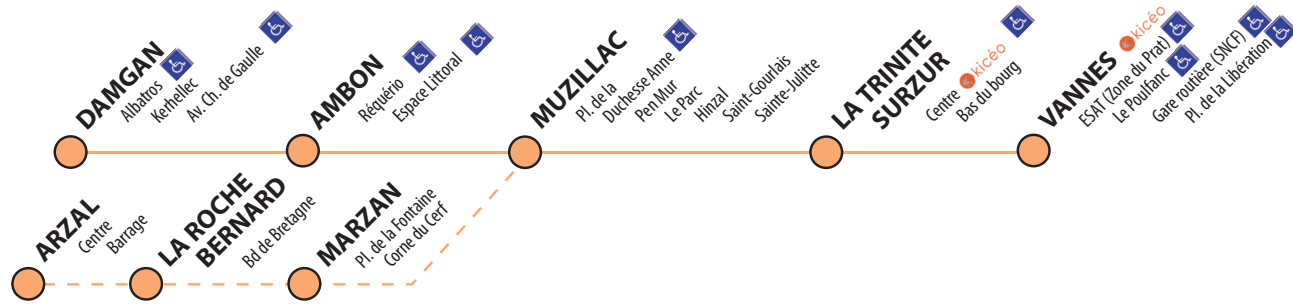 DAMGAN
Albatros
Kerhellec
Av. Ch. de Gaulle
AMBON
Réquério
Espace Littoral
MUZILLAC
Pl. de la
Duchesse Anne
Pen Mur
Le Parc
Hinzal
Saint-Gourlais
Sainte-Julitte
LA TRINITE
SURZUR
Centre kicéo
Bas du bourg
VANNES kicéo
ESAT (Zone du Prat)
Le Poulfanc
Gare routière (SNCF)
Pl. de la Libération
ARZAL
Centre
Barrage
LA ROCHE
BERNARD
Bd de Bretagne
MARZAN
Pl. de la Fontaine
Corne du Cerf